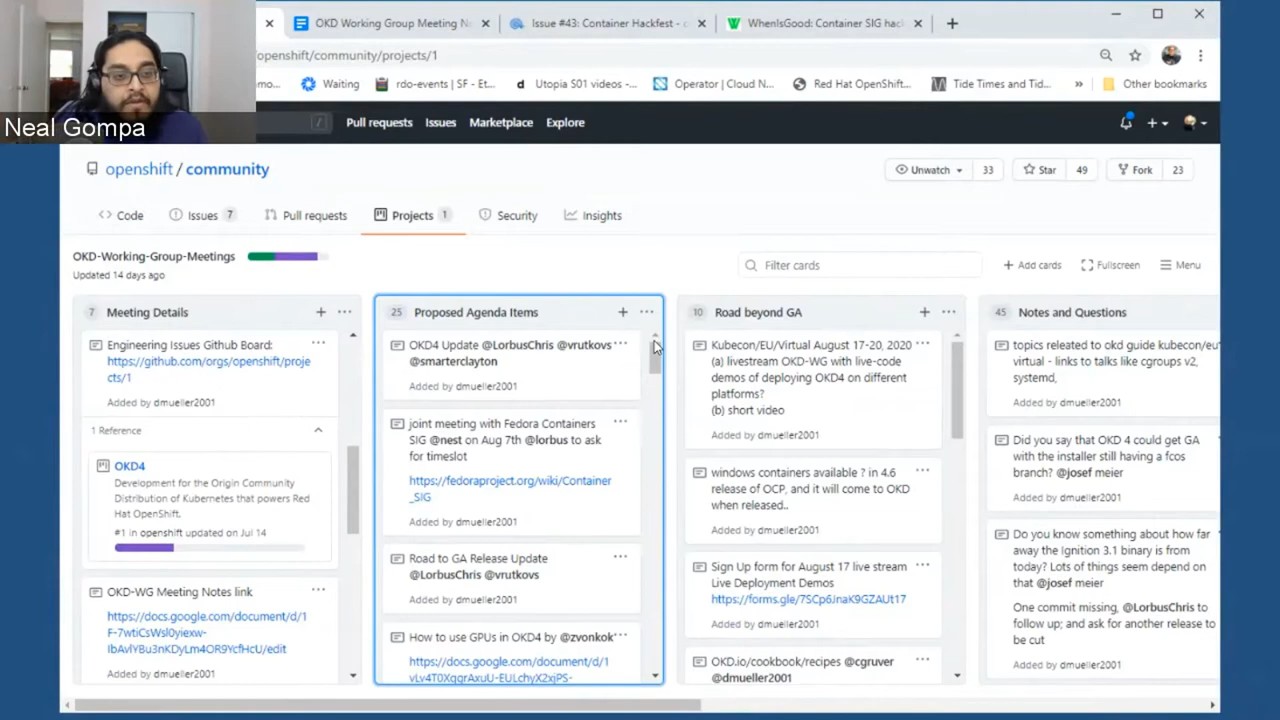 OKD Working Group Meeting N
Issue #43: Container Hackfest -
WhenIsGood: Container SIG hac
openshift/community/projects/1
mo...
Waiting
rdo-events | SF - Et...
Utopia S01 videos -...
Operator | Cloud N...
Red Hat OpenShift...
Tide Times and Tid...
»
Other bookmarks
Neal Gompa
/
Pull requests
Issues
Marketplace
Explore
openshift / community
Unwatch
33
Star
49
Fork
23
Code
Issues 7
Pull requests
Projects 1
Security
Insights
OKD-Working-Group-Meetings
Updated 14 days ago
Filter cards
Add cards
Fullscreen
Menu
7 Meeting Details
Engineering Issues Github Board:
https://github.com/orgs/openshift/proje
cts/1
Added by dmueller2001
1 Reference
OKD4
Development for the Origin Community
Distribution of Kubernetes that powers Red
Hat OpenShift.
#1 in openshift updated on Jul 14
OKD-WG Meeting Notes link
https://docs.google.com/document/d/1
F-7wtiCsWsl0yiexw-
IbAvlYBu3nKDyLm4OR9YcfHcU/edit
Added by dmueller2001
25 Proposed Agenda Items
OKD4 Update @LorbusChris @vrutkovs
@smarterclayton
Added by dmueller2001
joint meeting with Fedora Containers
SIG @nest on Aug 7th @lorbus to ask
for timeslot
https://fedoraproject.org/wiki/Container
_SIG
Added by dmueller2001
Road to GA Release Update
@LorbusChris @vrutkovs
Added by dmueller2001
How to use GPUs in OKD4 by @zvonkok
https://docs.google.com/document/d/1
vLv4T0XqgrAxuU-EULchyX2xjPS-
10 Road beyond GA
Kubecon/EU/Virtual August 17-20, 2020
(a) livestream OKD-WG with live-code
demos of deploying OKD4 on different
platforms?
(b) short video
Added by dmueller2001
windows containers available ? in 4.6
release of OCP, and it will come to OKD
when released..
Added by dmueller2001
Sign Up form for August 17 live stream
Live Deployment Demos
https://forms.gle/7SCp6JnaK9GZAUt17
Added by dmueller2001
OKD.io/cookbook/recipes @cgruver
@dmueller2001
45 Notes and Questions
topics releated to okd guide kubecon/eu
virtual - links to talks like cgroups v2,
systemd,
Added by dmueller2001
Did you say that OKD 4 could get GA
with the installer still having a fcos
branch? @josef meier
Added by dmueller2001
Do you know something about how far
away the Ignition 3.1 binary is from
today? Lots of things seem depend on
that @josef meier
One commit missing, @LorbusChris to
follow up; and ask for another release to
be cut
Added by dmueller2001